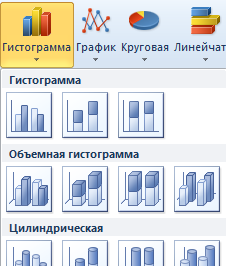 Гистограмма График Круговая Линейчат
Гистограмма
Объемная гистограмма
Цилиндрическая